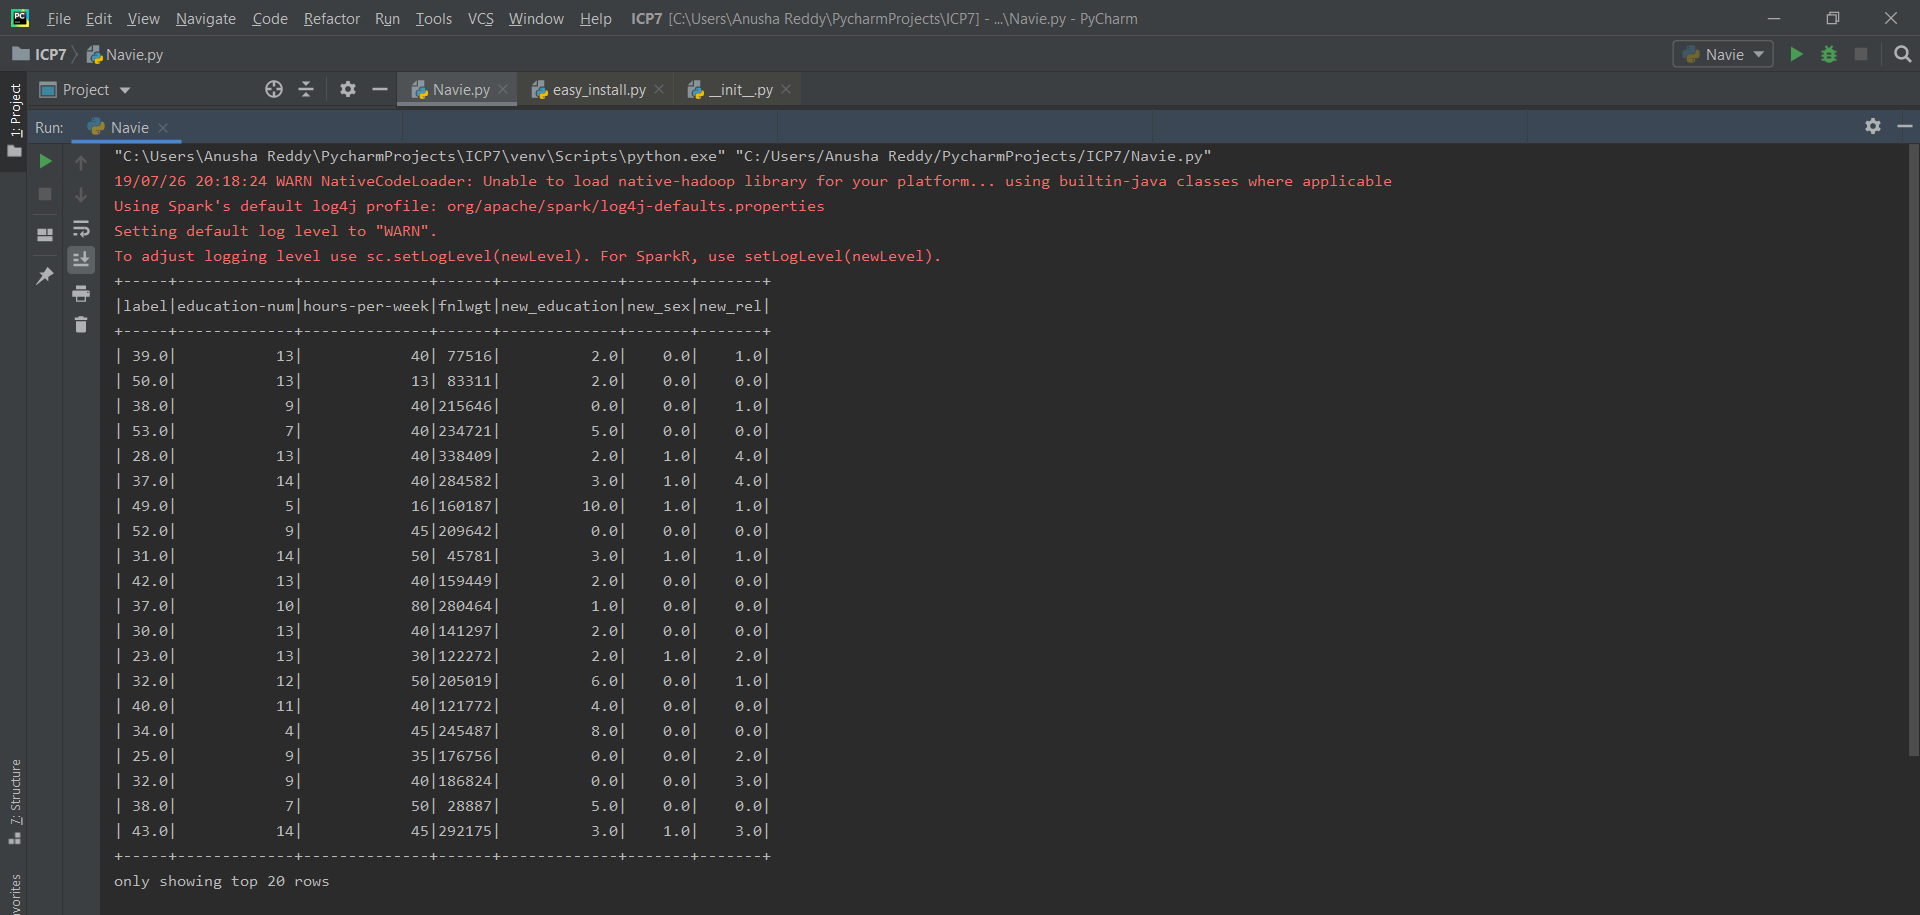 File Edit View Navigate Code Refactor Run Tools VCS Window Help ICP7 [C:\Users\Anusha Reddy\PycharmProjects\ICP7] - ...\Navie.py - PyCharm
ICP7 Navie.py Navie
1: Project
Project Navie.py easy_install.py __init__.py
Run: Navie
"C:\Users\Anusha Reddy\PycharmProjects\ICP7\venv\Scripts\python.exe" "C:/Users/Anusha Reddy/PycharmProjects/ICP7/Navie.py"
19/07/26 20:18:24 WARN NativeCodeLoader: Unable to load native-hadoop library for your platform... using builtin-java classes where applicable
Using Spark's default log4j profile: org/apache/spark/log4j-defaults.properties
Setting default log level to "WARN".
To adjust logging level use sc.setLogLevel(newLevel). For SparkR, use setLogLevel(newLevel).
+-----+-------------+--------------+------+-------------+-------+-------+
|label|education-num|hours-per-week|fnlwgt|new_education|new_sex|new_rel|
+-----+-------------+--------------+------+-------------+-------+-------+
| 39.0|           13|            40| 77516|          2.0|    0.0|    1.0|
| 50.0|           13|            13| 83311|          2.0|    0.0|    0.0|
| 38.0|            9|            40|215646|          0.0|    0.0|    1.0|
| 53.0|            7|            40|234721|          5.0|    0.0|    0.0|
| 28.0|           13|            40|338409|          2.0|    1.0|    4.0|
| 37.0|           14|            40|284582|          3.0|    1.0|    4.0|
| 49.0|            5|            16|160187|         10.0|    1.0|    1.0|
| 52.0|            9|            45|209642|          0.0|    0.0|    0.0|
| 31.0|           14|            50| 45781|          3.0|    1.0|    1.0|
| 42.0|           13|            40|159449|          2.0|    0.0|    0.0|
| 37.0|           10|            80|280464|          1.0|    0.0|    0.0|
| 30.0|           13|            40|141297|          2.0|    0.0|    0.0|
| 23.0|           13|            30|122272|          2.0|    1.0|    2.0|
| 32.0|           12|            50|205019|          6.0|    0.0|    1.0|
| 40.0|           11|            40|121772|          4.0|    0.0|    0.0|
| 34.0|            4|            45|245487|          8.0|    0.0|    0.0|
| 25.0|            9|            35|176756|          0.0|    0.0|    2.0|
| 32.0|            9|            40|186824|          0.0|    0.0|    3.0|
| 38.0|            7|            50| 28887|          5.0|    0.0|    0.0|
| 43.0|           14|            45|292175|          3.0|    1.0|    3.0|
+-----+-------------+--------------+------+-------------+-------+-------+
only showing top 20 rows
7: Structure